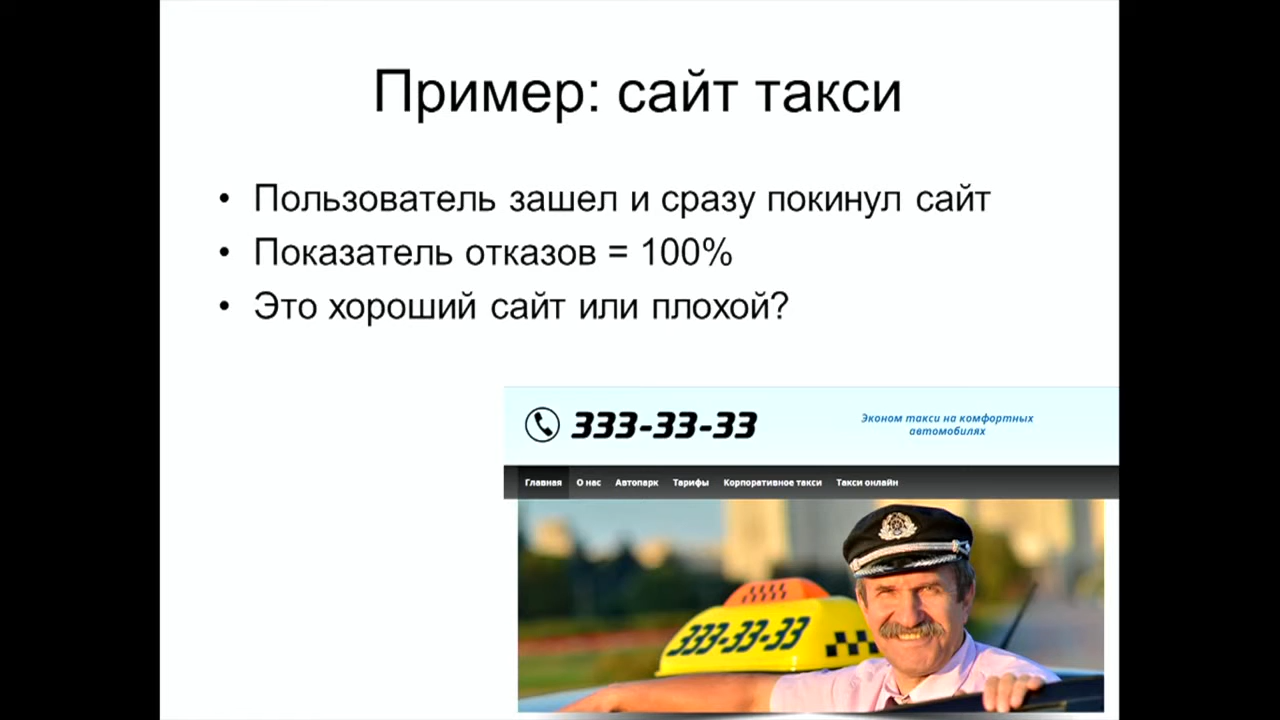 Пример: сайт такси
• Пользователь зашел и сразу покинул сайт
• Показатель отказов = 100%
• Это хороший сайт или плохой?
333-33-33
Эконом такси на комфортных
автомобилях
Главная О нас Автопарк Тарифы Корпоративное такси Такси онлайн
333-33-33